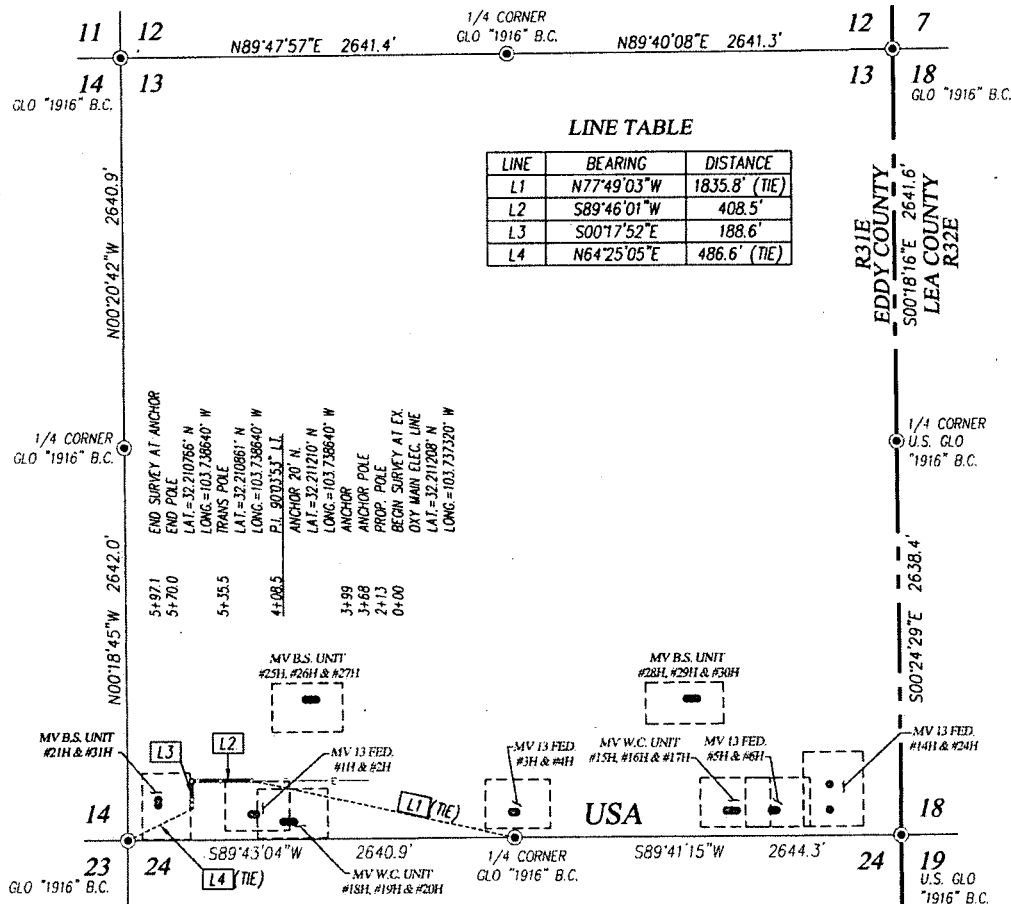 11 12
1/4 CORNER
GLO "1916" B.C.
12 7
N89°47'57"E 2641.4'
N89°40'08"E 2641.3'
14 13
GLO "1916" B.C.
13 18
GLO "1916" B.C.
LINE TABLE
LINE BEARING DISTANCE
L1 N77°49'03"W 1835.8' (TIE)
L2 S89°46'01"W 408.5'
L3 S00°17'52"E 188.6'
L4 N64°25'05"E 486.6' (TIE)
N00°20'42"W 2640.9'
R31E
EDDY COUNTY
S00°18'16"E 2641.6'
LEA COUNTY
R32E
1/4 CORNER
GLO "1916" B.C.
1/4 CORNER
U.S. GLO
"1916" B.C.
5+97.1 END SURVEY AT ANCHOR
5+70.0 END POLE
LAT.=32.210766° N
LONG.=103.738640° W
5+35.5 TRANS POLE
LAT.=32.210861° N
LONG.=103.738640° W
4+08.5 P.I. 90°03'53" LT.
ANCHOR 20' N.
LAT.=32.211210° N
LONG.=103.738640° W
3+99 ANCHOR
3+68 ANCHOR POLE
2+13 PROP. POLE
0+00 BEGIN SURVEY AT EX.
OXY MAIN ELEC. LINE
LAT.=32.211208° N
LONG.=103.737320° W
N00°18'45"W 2642.0'
S00°24'29"E 2638.4'
MV B.S. UNIT
#25H, #26H & #27H
MV B.S. UNIT
#28H, #29H & #30H
MV B.S. UNIT
#21H & #31H
L3
L2
MV 13 FED.
#1H & #2H
E
MV 13 FED.
#3H & #4H
MV W.C. UNIT
#15H, #16H & #17H
MV 13 FED.
#5H & #6H
MV 13 FED.
#14H & #24H
L1 (TIE)
USA
14
18
23 24
GLO "1916" B.C.
L4 (TIE)
S89°43'04"W 2640.9'
MV W.C. UNIT
#18H, #19H & #20H
1/4 CORNER
GLO "1916" B.C.
S89°41'15"W 2644.3'
24 19
U.S. GLO
"1916" B.C.